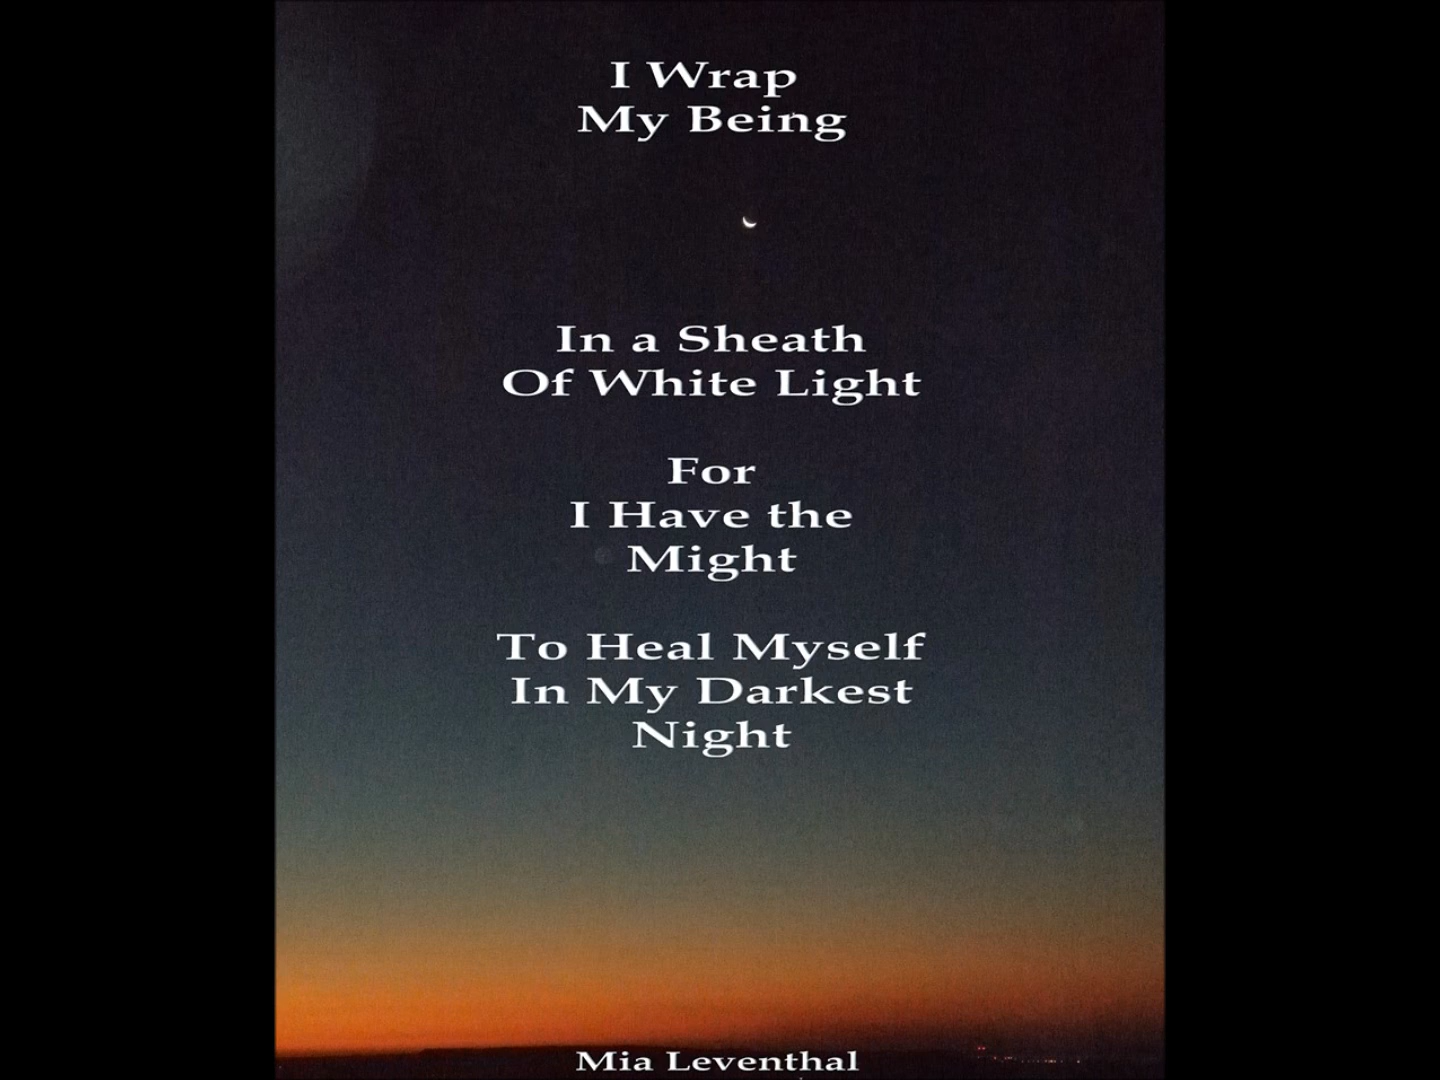 I Wrap
My Being
In a Sheath
Of White Light
For
I Have the
Might
To Heal Myself
In My Darkest
Night
Mia Leventhal